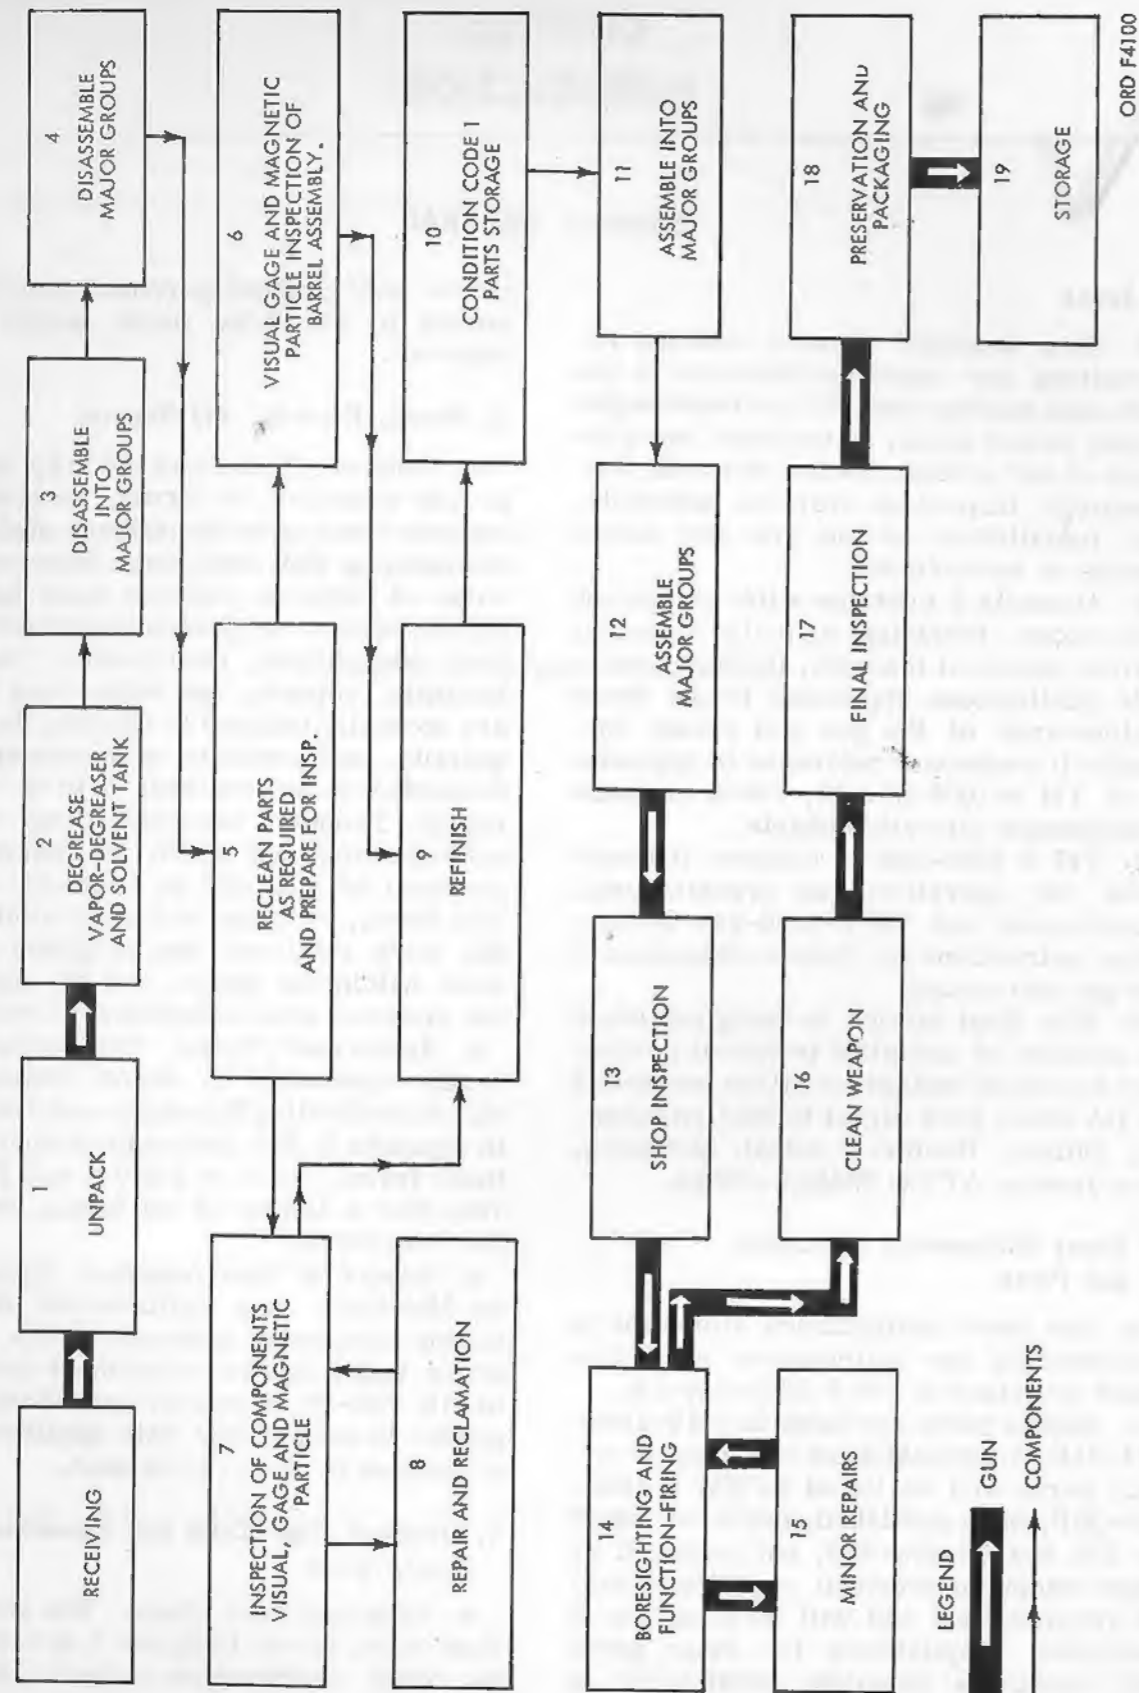 RECEIVING
1
UNPACK
2
DEGREASE
VAPOR-DEGREASER
AND SOLVENT TANK
3
DISASSEMBLE
INTO
MAJOR GROUPS
4
DISASSEMBLE
MAJOR GROUPS
5
RECLEAN PARTS
AS REQUIRED
AND PREPARE FOR INSP.
6
VISUAL GAGE AND MAGNETIC
PARTICLE INSPECTION OF
BARREL ASSEMBLY.
7
INSPECTION OF COMPONENTS
VISUAL, GAGE AND MAGNETIC
PARTICLE
8
REPAIR AND RECLAMATION
9
REFINISH
10
CONDITION CODE 1
PARTS STORAGE
11
ASSEMBLE INTO
MAJOR GROUPS
12
ASSEMBLE
MAJOR GROUPS
13
SHOP INSPECTION
14
BORESIGHTING AND
FUNCTION-FIRING
15
MINOR REPAIRS
16
CLEAN WEAPON
17
FINAL INSPECTION
18
PRESERVATION AND
PACKAGING
19
STORAGE
LEGEND
GUN
COMPONENTS
ORD F4100